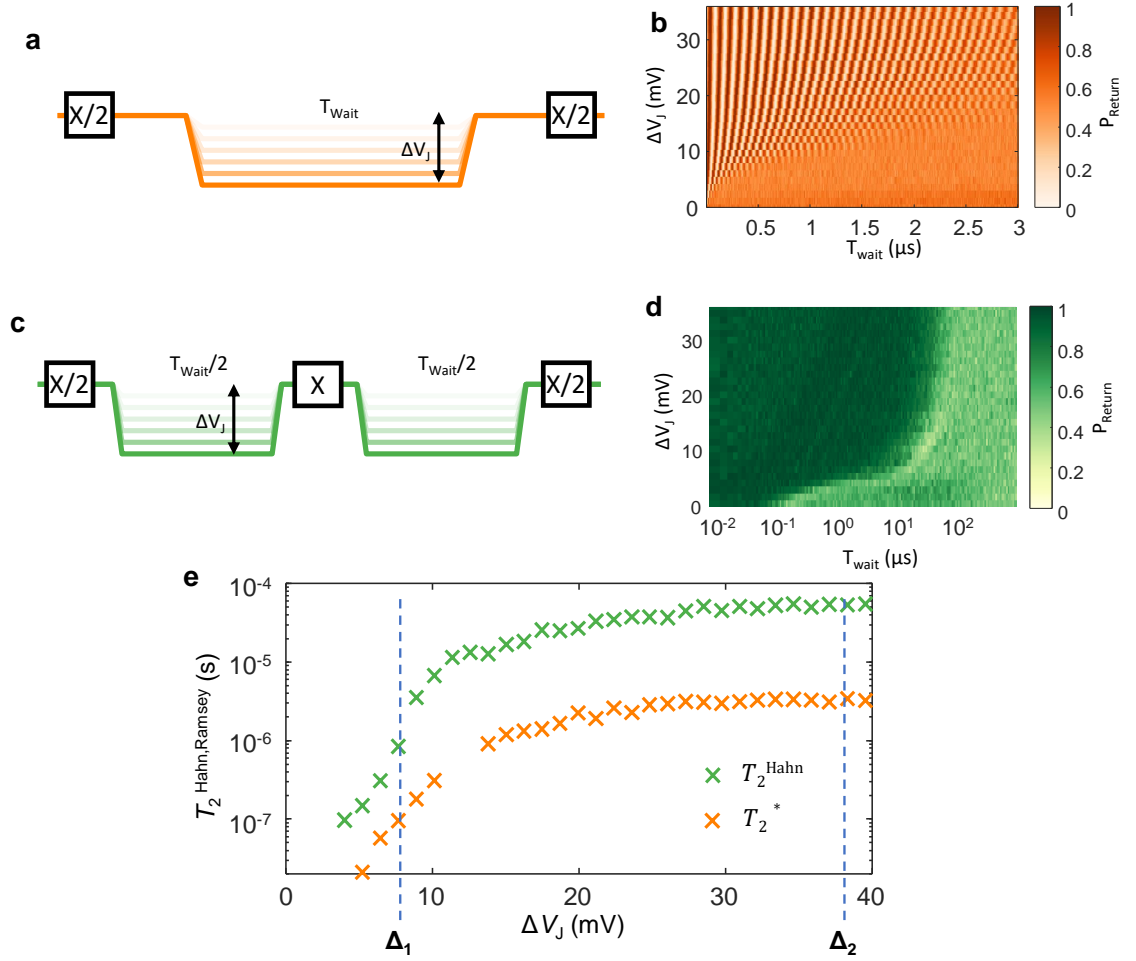 a
X/2
T_Wait
ΔV_J
X/2
b
ΔV_J (mV)
30
20
10
0
0.5 1 1.5 2 2.5 3
T_wait (μs)
1
0.8
0.6
0.4
0.2
0
P_Return
c
X/2
T_Wait/2
ΔV_J
X
T_Wait/2
X/2
d
ΔV_J (mV)
30
20
10
0
10^-2 10^-1 10^0 10^1 10^2
T_wait (μs)
1
0.8
0.6
0.4
0.2
0
P_Return
e
T_2^Hahn,Ramsey (s)
10^-4
10^-5
10^-6
10^-7
T_2^Hahn
T_2^*
0 10 20 30 40
ΔV_J (mV)
Δ_1
Δ_2